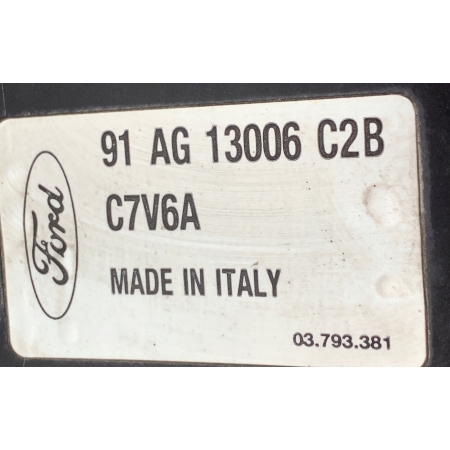 91 AG 13006 C2B
Ford
C7V6A
MADE IN ITALY
03.793.381